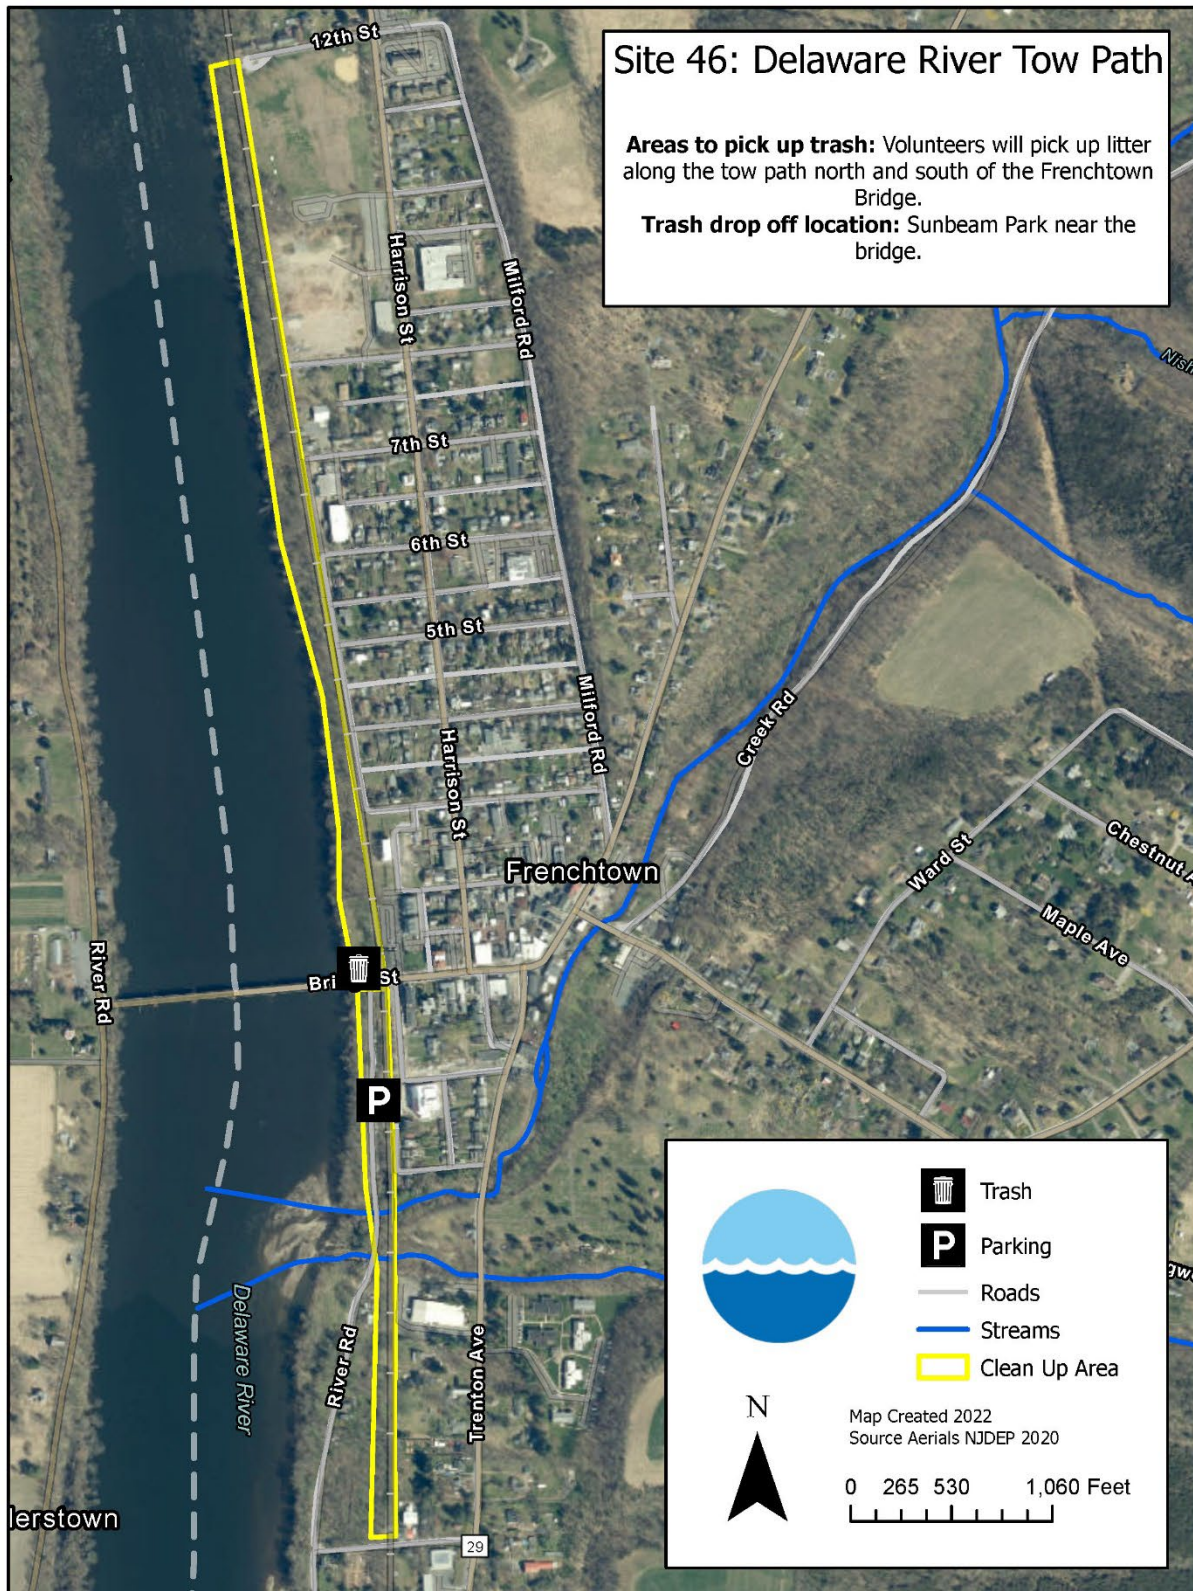 12th St
Site 46: Delaware River Tow Path
Areas to pick up trash: Volunteers will pick up litter
along the tow path north and south of the Frenchtown
Bridge.
Trash drop off location: Sunbeam Park near the
bridge.
Harrison St
Milford Rd
Nish
7th St
6th St
5th St
Milford Rd
Harrison St
Creek Rd
Frenchtown
Ward St
Chestnut A
Maple Ave
River Rd
Bri St
P
Delaware River
River Rd
Trenton Ave
lerstown
29
Trash
P Parking
Roads
Streams
Clean Up Area
N
Map Created 2022
Source Aerials NJDEP 2020
0 265 530 1,060 Feet